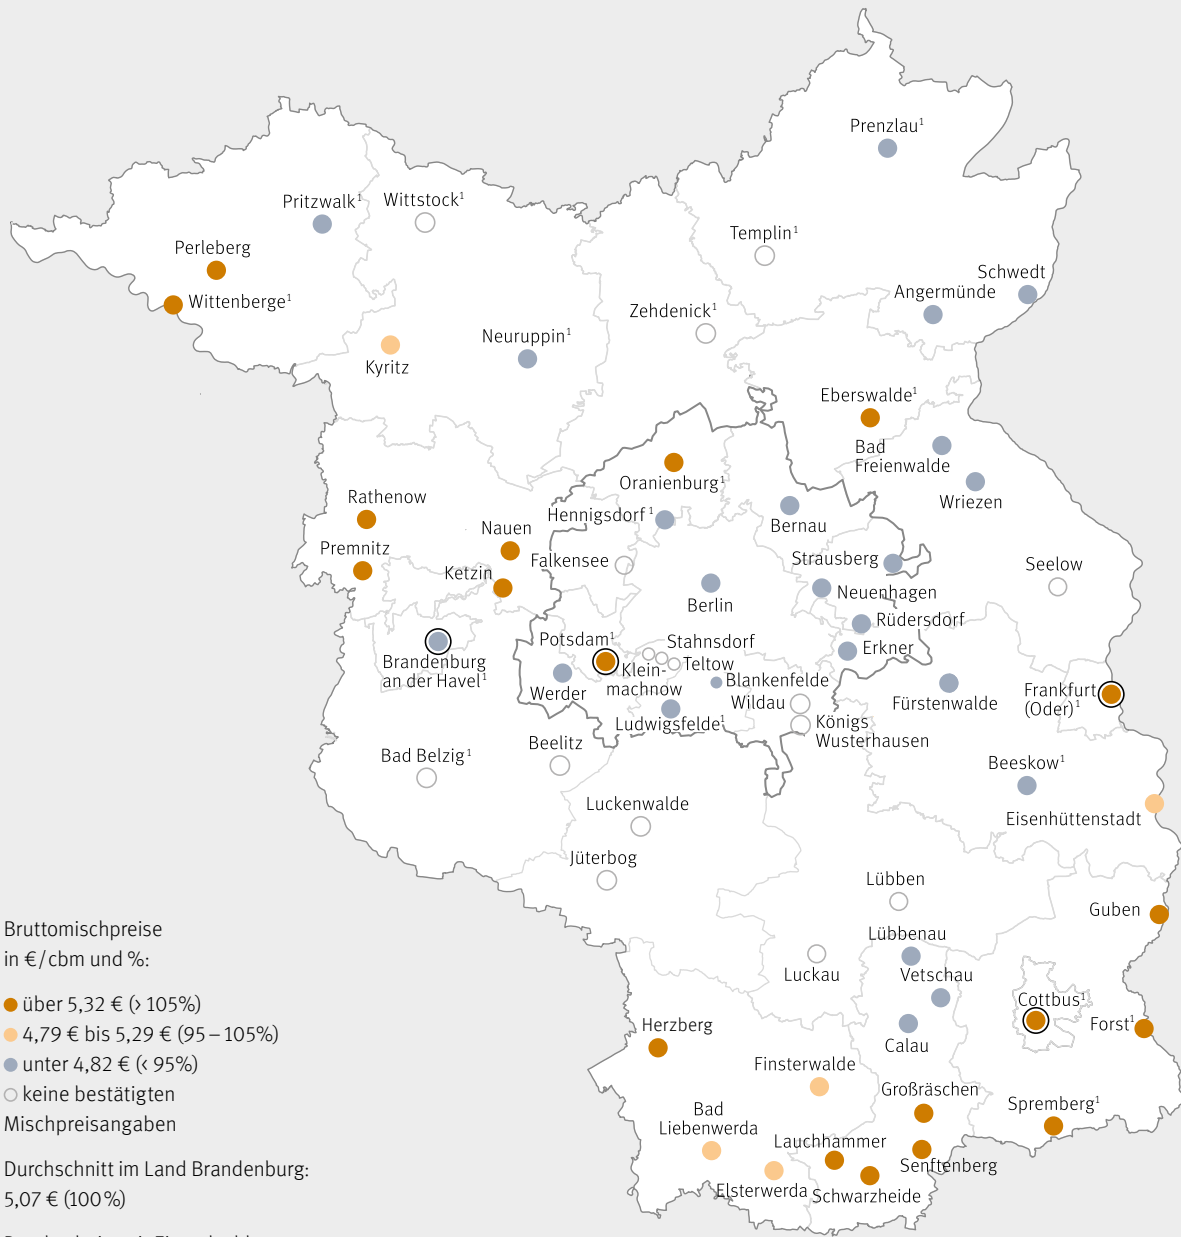 Prenzlau¹
Pritzwalk¹
Wittstock¹
Templin¹
Perleberg
Schwedt
Angermünde
Wittenberge¹
Zehdenick¹
Neuruppin¹
Kyritz
Eberswalde¹
Bad
Freienwalde
Oranienburg¹
Wriezen
Rathenow
Hennigsdorf¹
Bernau
Nauen
Premnitz
Falkensee
Strausberg
Seelow
Ketzin
Berlin
Neuenhagen
Rüdersdorf
Potsdam¹
Stahnsdorf
Erkner
Brandenburg
an der Havel¹
Klein-
machnow
Teltow
Blankenfelde
Werder
Wildau
Fürstenwalde
Frankfurt
(Oder)¹
Ludwigsfelde¹
Königs
Wusterhausen
Beelitz
Bad Belzig¹
Beeskow¹
Luckenwalde
Eisenhüttenstadt
Jüterbog
Lübben
Guben
Lübbenau
Luckau
Vetschau
Cottbus¹
Forst¹
Herzberg
Calau
Finsterwalde
Großräschen
Bad
Liebenwerda
Spremberg¹
Lauchhammer
Senftenberg
Elsterwerda
Schwarzheide
Bruttomischpreise
in €/cbm und %:
über 5,32 € (> 105%)
4,79 € bis 5,29 € (95 – 105%)
unter 4,82 € (< 95%)
keine bestätigten
Mischpreisangaben
Durchschnitt im Land Brandenburg:
5,07 € (100%)